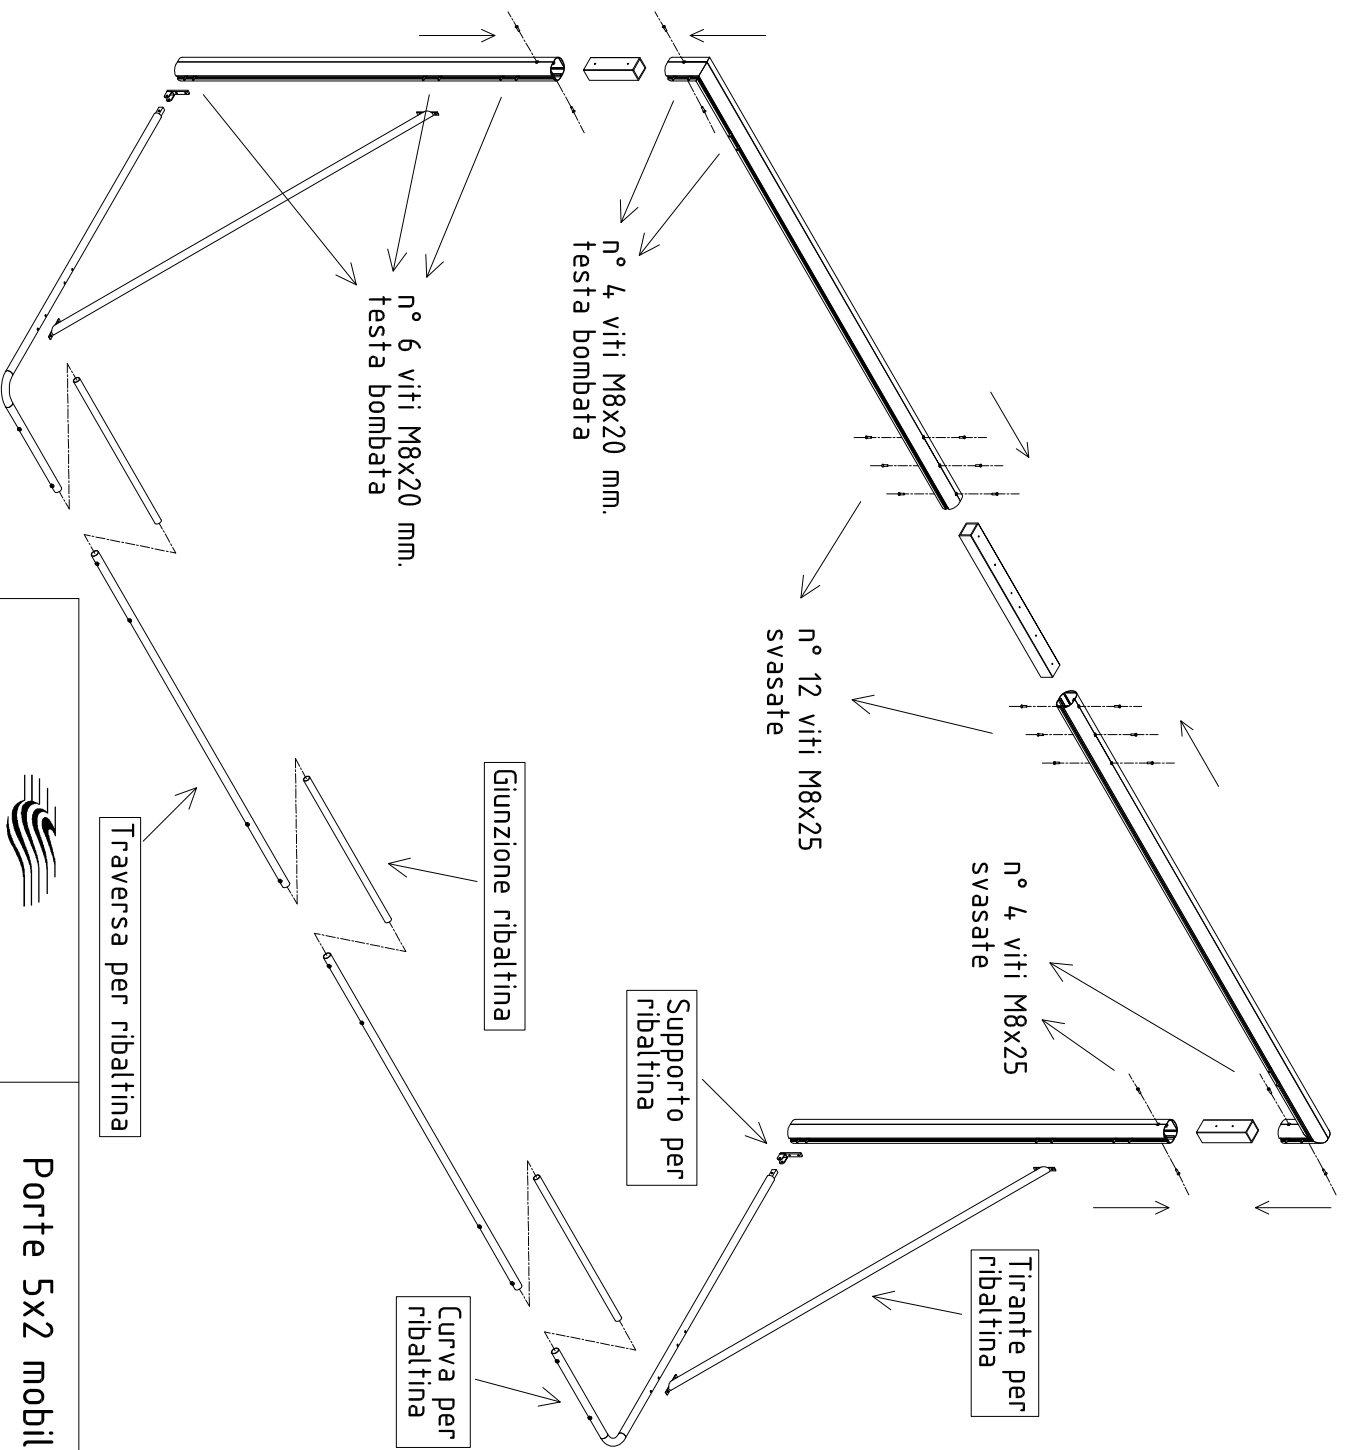 n° 4 viti M8x20 mm.
testa bombata
n° 6 viti M8x20 mm.
testa bombata
n° 12 viti M8x25
svasate
n° 4 viti M8x25
svasate
Giunzione ribaltina
Traversa per ribaltina
Supporto per
ribaltina
Tirante per
ribaltina
Curva per
ribaltina
Porte 5x2 mobil